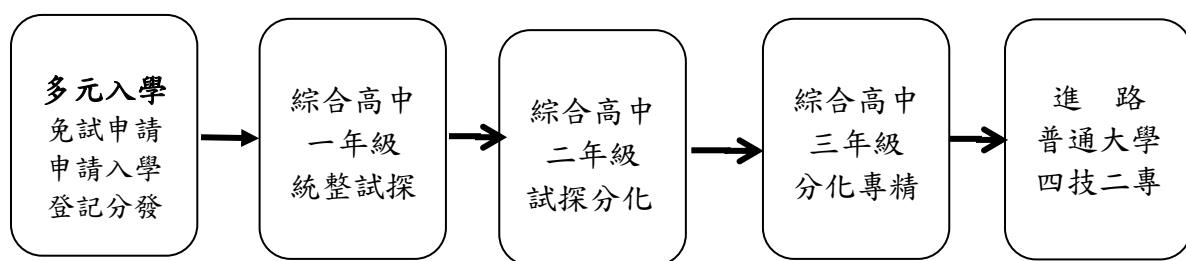 多元入學
免試申請
申請入學
登記分發
綜合高中
一年級
統整試探
綜合高中
二年級
試探分化
綜合高中
三年級
分化專精
進 路
普通大學
四技二專